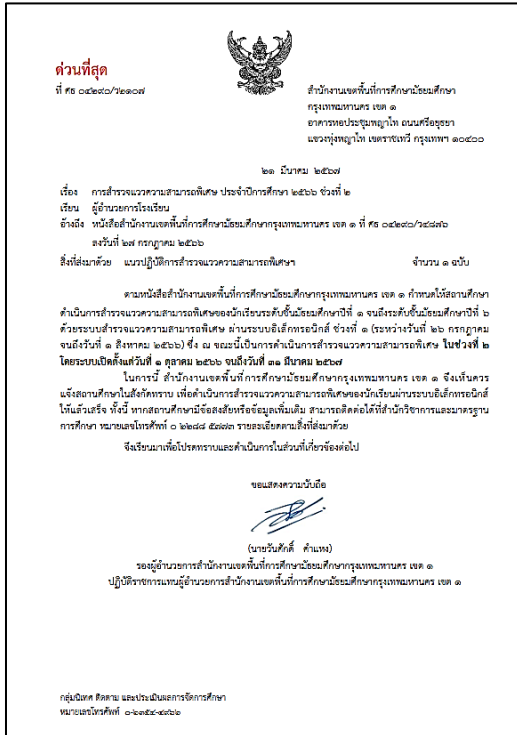 ด่วนที่สุด
ที่ ศธ ๐๔๒๙๐/ว๒๑๐๗
สำนักงานเขตพื้นที่การศึกษามัธยมศึกษา
กรุงเทพมหานคร เขต ๑
อาคารหอประชุมพญาไท ถนนศรีอยุธยา
แขวงทุ่งพญาไท เขตราชเทวี กรุงเทพฯ ๑๐๔๐๐
๒๑ มีนาคม ๒๕๖๗
เรื่อง การสำรวจแววความสามารถพิเศษ ประจำปีการศึกษา ๒๕๖๖ ช่วงที่ ๒
เรียน ผู้อำนวยการโรงเรียน
อ้างถึง หนังสือสำนักงานเขตพื้นที่การศึกษามัธยมศึกษากรุงเทพมหานคร เขต ๑ ที่ ศธ ๐๔๒๙๐/ว๔๘๗๖
ลงวันที่ ๒๗ กรกฎาคม ๒๕๖๖
สิ่งที่ส่งมาด้วย แนวปฏิบัติการสำรวจแววความสามารถพิเศษฯ จำนวน ๑ ฉบับ
ตามหนังสือสำนักงานเขตพื้นที่การศึกษามัธยมศึกษากรุงเทพมหานคร เขต ๑ กำหนดให้สถานศึกษา
ดำเนินการสำรวจแววความสามารถพิเศษของนักเรียนระดับชั้นมัธยมศึกษาปีที่ ๑ จนถึงระดับชั้นมัธยมศึกษาปีที่ ๖
ด้วยระบบสำรวจแววความสามารถพิเศษ ผ่านระบบอิเล็กทรอนิกส์ ช่วงที่ ๑ (ระหว่างวันที่ ๒๖ กรกฎาคม
จนถึงวันที่ ๑ สิงหาคม ๒๕๖๖) ซึ่ง ณ ขณะนี้เป็นการดำเนินการสำรวจแววความสามารถพิเศษ ในช่วงที่ ๒
โดยระบบเปิดตั้งแต่วันที่ ๑ ตุลาคม ๒๕๖๖ จนถึงวันที่ ๓๑ มีนาคม ๒๕๖๗
ในการนี้ สำนักงานเขตพื้นที่การศึกษามัธยมศึกษากรุงเทพมหานคร เขต ๑ จึงเห็นควร
แจ้งสถานศึกษาในสังกัดทราบ เพื่อดำเนินการสำรวจแววความสามารถพิเศษของนักเรียนผ่านระบบอิเล็กทรอนิกส์
ให้แล้วเสร็จ ทั้งนี้ หากสถานศึกษามีข้อสงสัยหรือข้อมูลเพิ่มเติม สามารถติดต่อได้ที่สำนักวิชาการและมาตรฐาน
การศึกษา หมายเลขโทรศัพท์ ๐ ๒๒๘๘ ๕๗๗๓ รายละเอียดตามสิ่งที่ส่งมาด้วย
จึงเรียนมาเพื่อโปรดทราบและดำเนินการในส่วนที่เกี่ยวข้องต่อไป
ขอแสดงความนับถือ
(นายวันศักดิ์ คำแหง)
รองผู้อำนวยการสำนักงานเขตพื้นที่การศึกษามัธยมศึกษากรุงเทพมหานคร เขต ๑
ปฏิบัติราชการแทนผู้อำนวยการสำนักงานเขตพื้นที่การศึกษามัธยมศึกษากรุงเทพมหานคร เขต ๑
กลุ่มนิเทศ ติดตาม และประเมินผลการจัดการศึกษา
หมายเลขโทรศัพท์ ๐-๒๓๕๔-๔๙๖๒